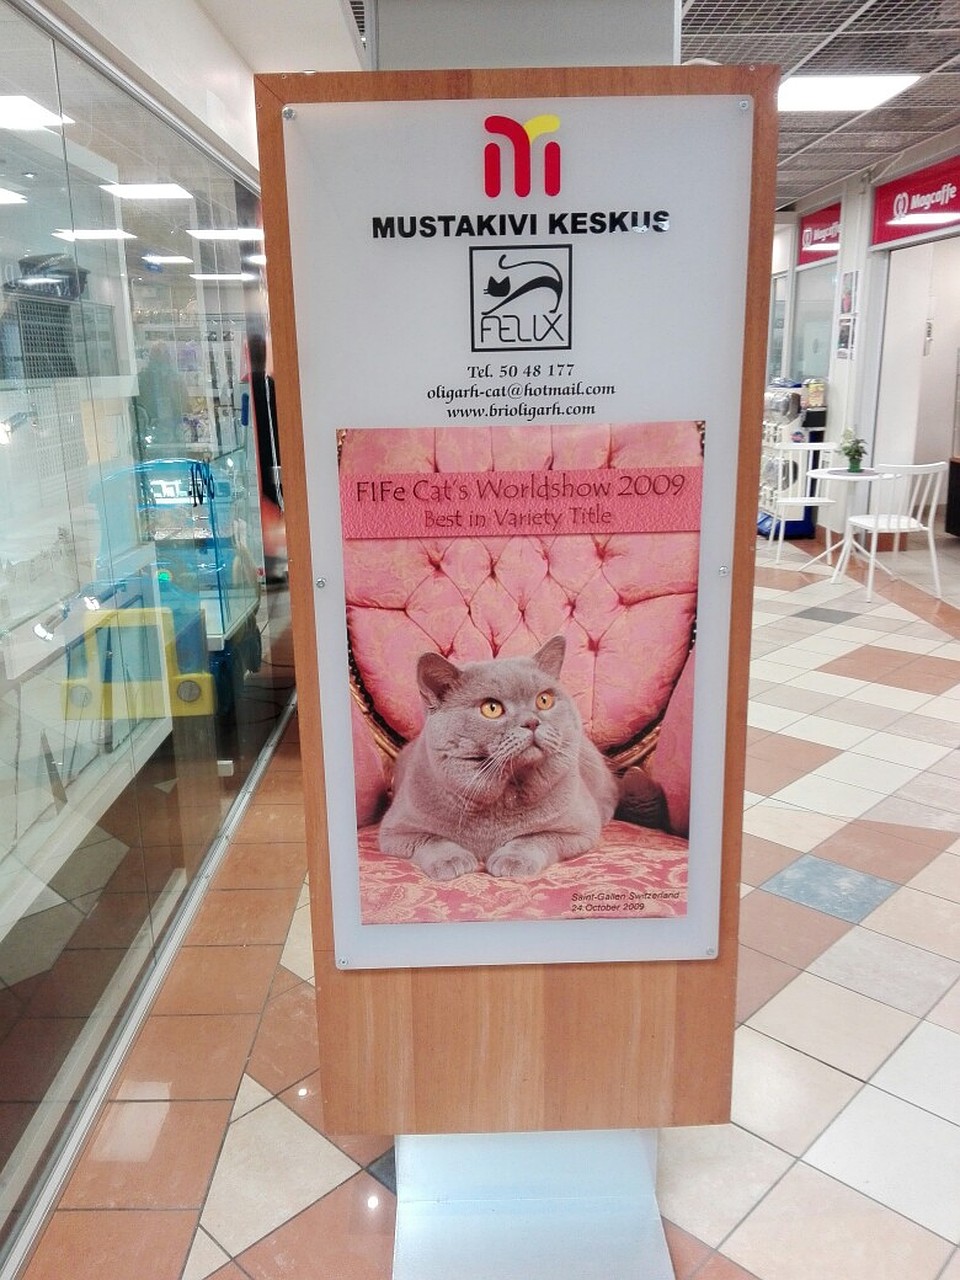 MUSTAKIVI KESKUS
FELIX
Tel. 50 48 177
oligarh-cat@hotmail.com
www.brioligarh.com
FIFe Cat's Worldshow 2009
Best in Variety Title
Saint-Gallen Switzerland
24 October 2009
Magcaffe
Magcaffe